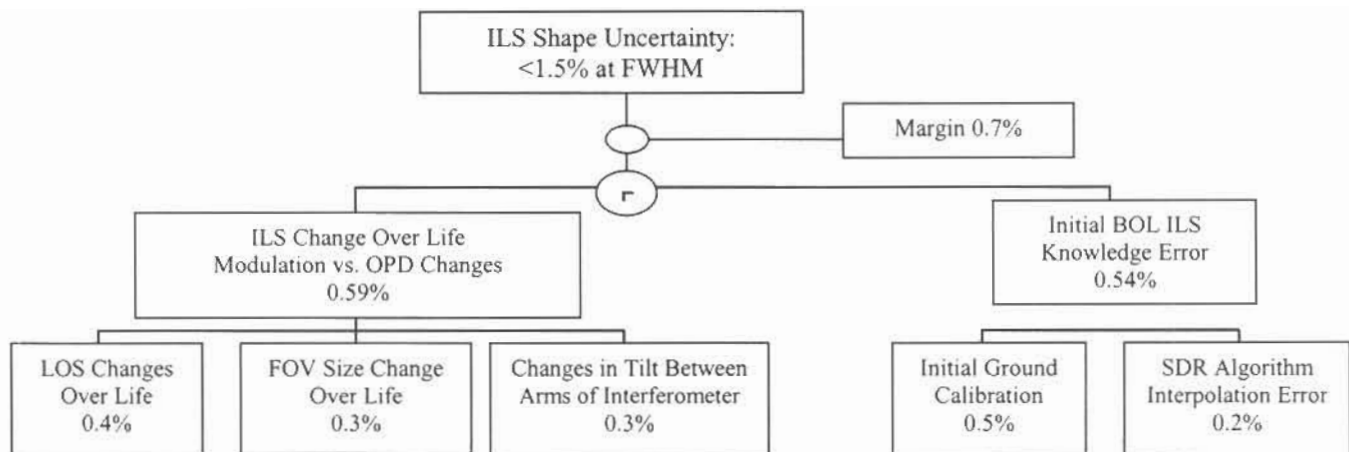 ILS Shape Uncertainty:
<1.5% at FWHM
Margin 0.7%
┌
ILS Change Over Life
Modulation vs. OPD Changes
0.59%
Initial BOL ILS
Knowledge Error
0.54%
LOS Changes
Over Life
0.4%
FOV Size Change
Over Life
0.3%
Changes in Tilt Between
Arms of Interferometer
0.3%
Initial Ground
Calibration
0.5%
SDR Algorithm
Interpolation Error
0.2%